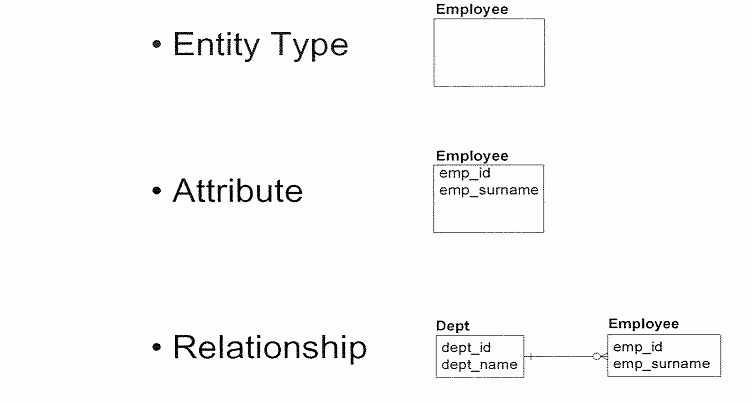 Employee
• Entity Type
Employee
emp_id
emp_surname
• Attribute
Dept
Employee
dept_id
dept_name
emp_id
emp_surname
• Relationship